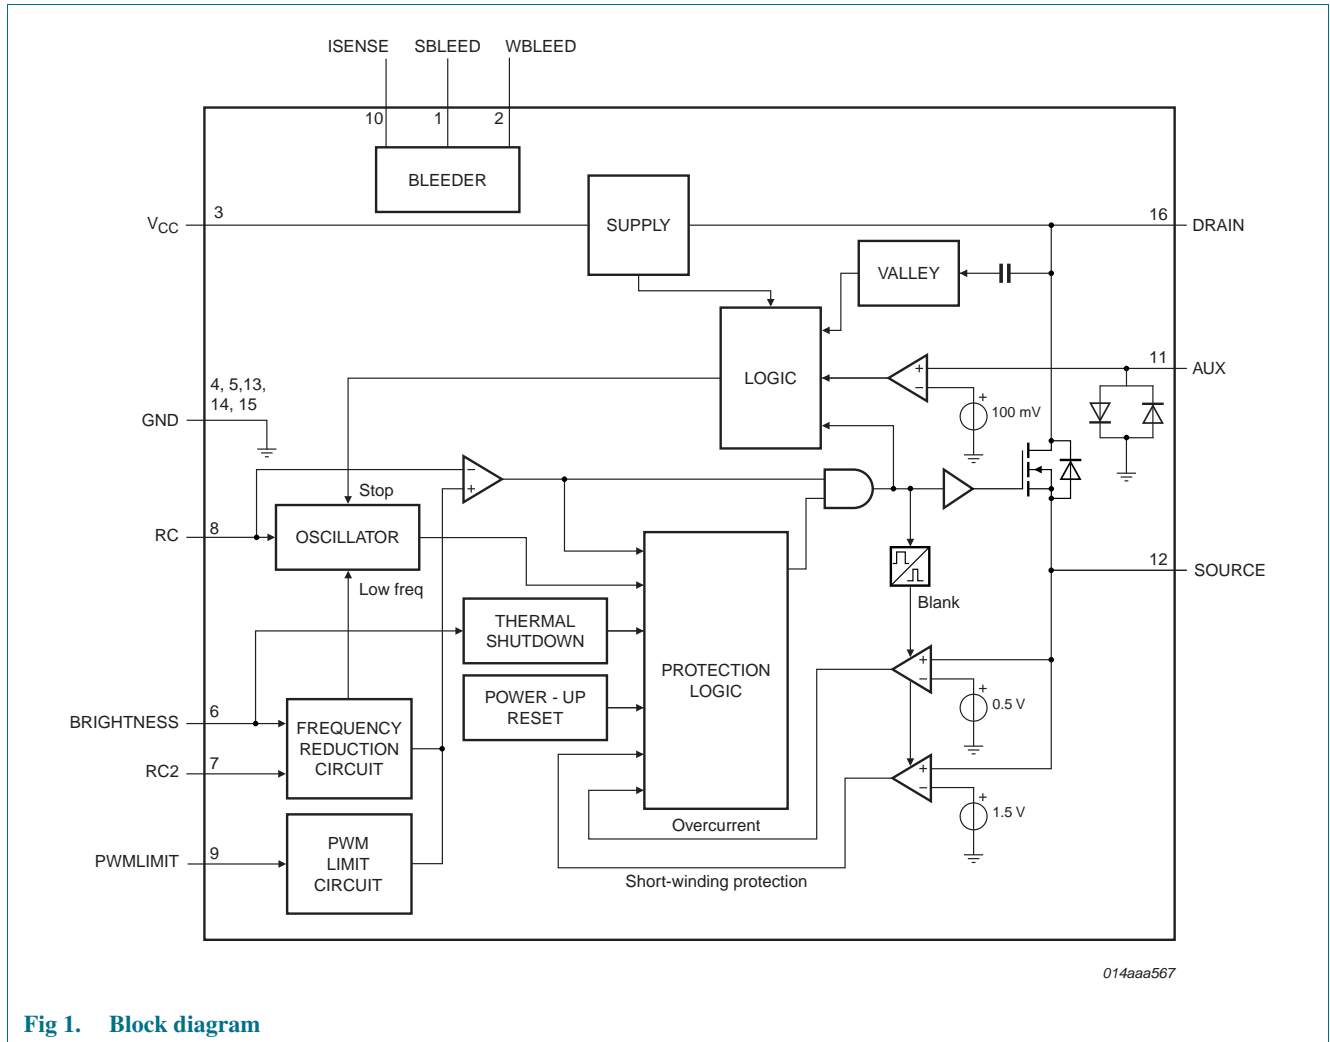 ISENSE SBLEED WBLEED
10 1 2
BLEEDER
VCC 3
SUPPLY
16 DRAIN
VALLEY
11 AUX
LOGIC
+
−
+
100 mV
4, 5,13,
14, 15
GND
−
+
Stop
RC 8
OSCILLATOR
Low freq
12 SOURCE
Blank
THERMAL
SHUTDOWN
PROTECTION
LOGIC
+
−
+
0.5 V
POWER - UP
RESET
BRIGHTNESS 6
FREQUENCY
REDUCTION
CIRCUIT
RC2 7
+
−
+
1.5 V
Overcurrent
PWMLIMIT 9
PWM
LIMIT
CIRCUIT
Short-winding protection
014aaa567
Fig 1. Block diagram